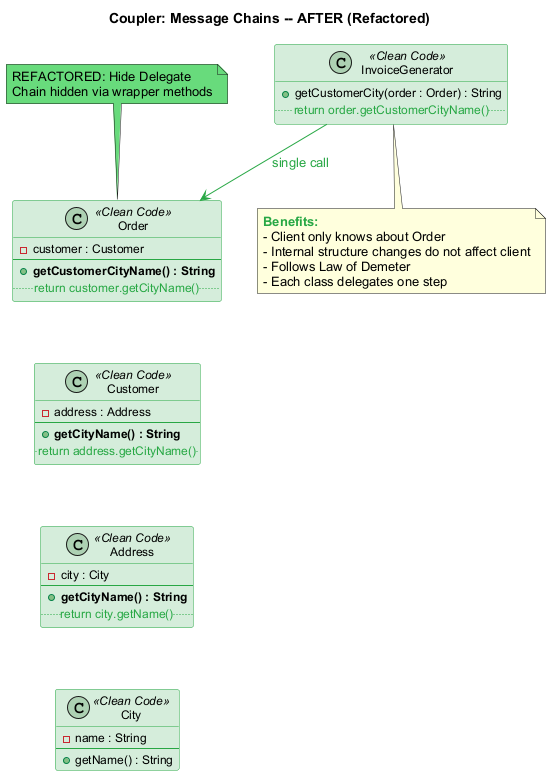 Coupler: Message Chains -- AFTER (Refactored)
REFACTORED: Hide Delegate
Chain hidden via wrapper methods
C
«Clean Code»
InvoiceGenerator
getCustomerCity(order : Order) : String
return order.getCustomerCityName()
single call
C
«Clean Code»
Order
customer : Customer
getCustomerCityName() : String
return customer.getCityName()
Benefits:
- Client only knows about Order
- Internal structure changes do not affect client
- Follows Law of Demeter
- Each class delegates one step
C
«Clean Code»
Customer
address : Address
getCityName() : String
return address.getCityName()
C
«Clean Code»
Address
city : City
getCityName() : String
return city.getName()
C
«Clean Code»
City
name : String
getName() : String